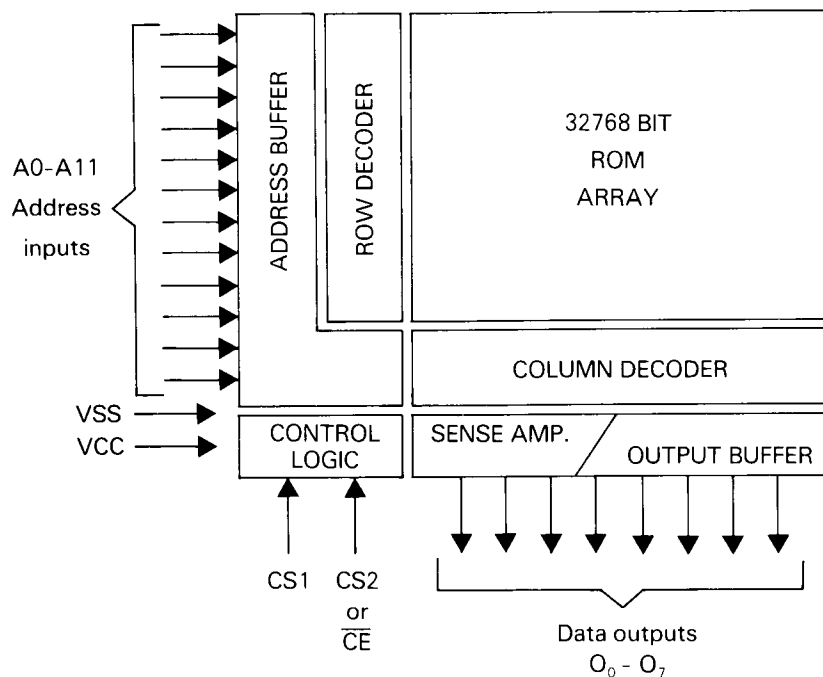 A0-A11
Address
inputs
ADDRESS BUFFER
ROW DECODER
32768 BIT
ROM
ARRAY
COLUMN DECODER
VSS
VCC
CONTROL
LOGIC
SENSE AMP.
OUTPUT BUFFER
CS1
CS2
or
C̅E̅
Data outputs
O₀ - O₇